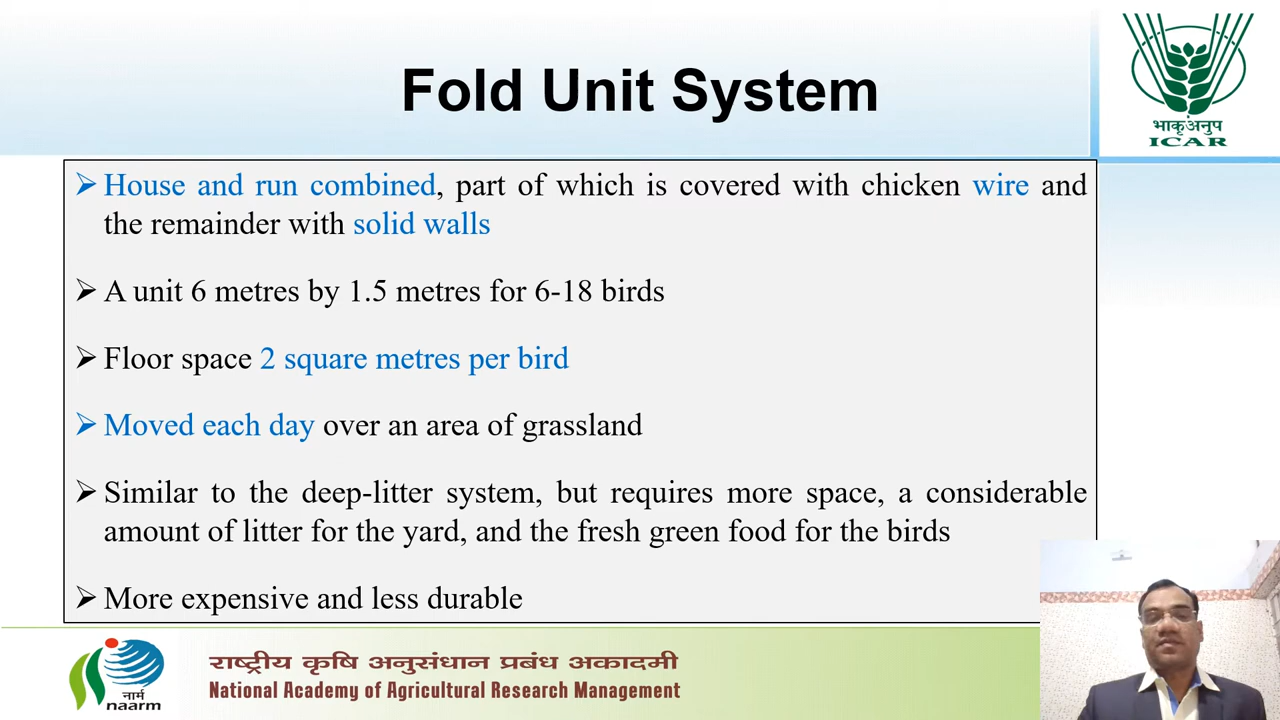 Fold Unit System
भाकृअनुप
ICAR
➢ House and run combined, part of which is covered with chicken wire and
the remainder with solid walls
➢ A unit 6 metres by 1.5 metres for 6-18 birds
➢ Floor space 2 square metres per bird
➢ Moved each day over an area of grassland
➢ Similar to the deep-litter system, but requires more space, a considerable
amount of litter for the yard, and the fresh green food for the birds
➢ More expensive and less durable
नार्म
naarm
राष्ट्रीय कृषि अनुसंधान प्रबंध अकादमी
National Academy of Agricultural Research Management